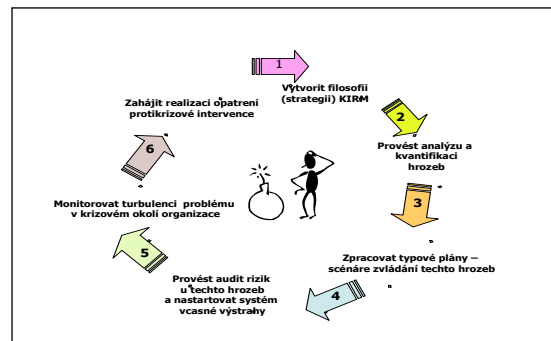 1
Vytvorit filosofii
(strategii) KIRM
2
Provést analýzu a
kvantifikaci
hrozeb
3
Zpracovat typové plány –
scénáre zvládání techto hrozeb
4
Provést audit rizik
u techto hrozeb
a nastartovat systém
vcasné výstrahy
5
Monitorovat turbulenci problému
v krizovém okolí organizace
6
Zahájit realizaci opatrení
protikrizové intervence